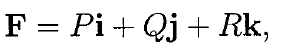 F = Pi + Qj + Rk,